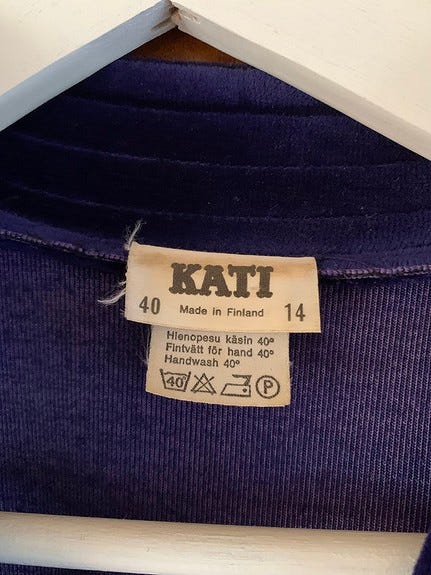 KATI
40 Made in Finland 14
Hienopesu käsin 40°
Fintvätt för hand 40°
Handwash 40°
40 P